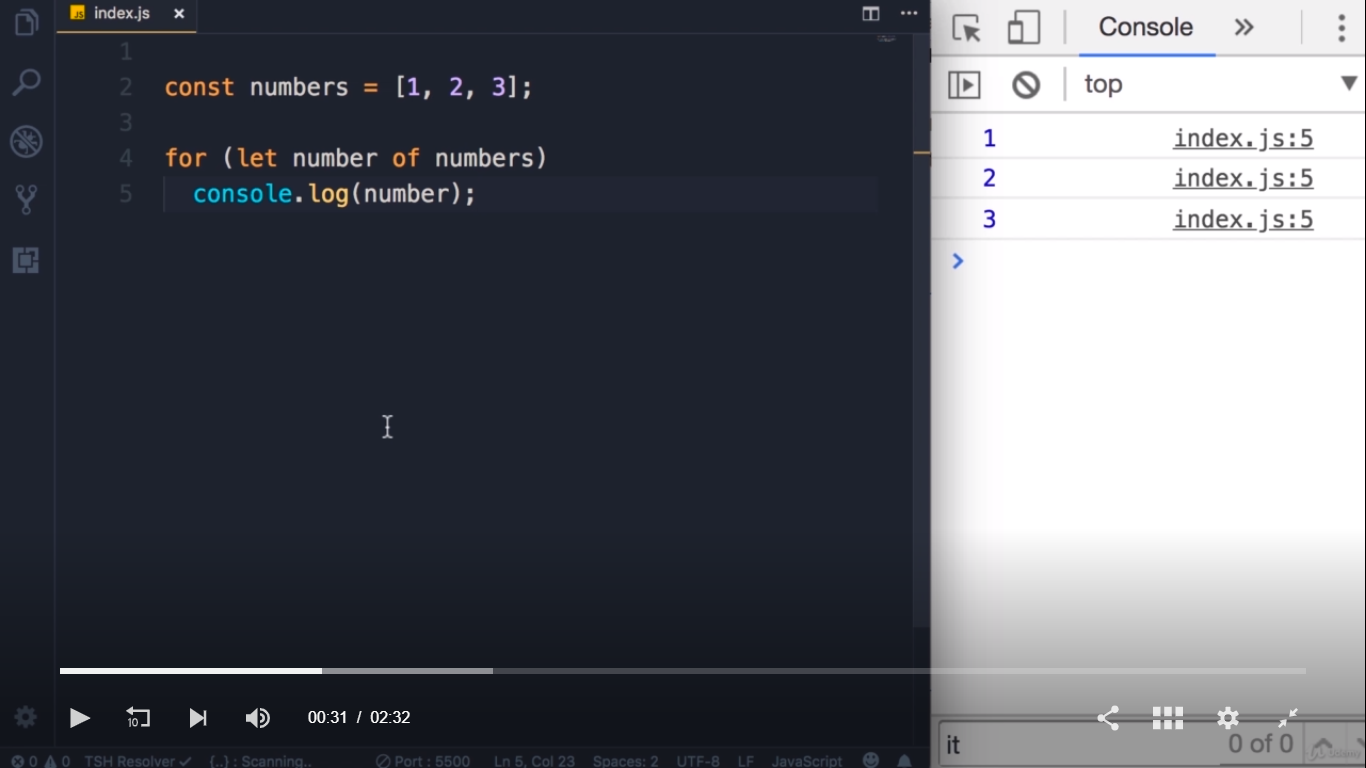 JS index.js ×
1
2 const numbers = [1, 2, 3];
3
4 for (let number of numbers)
5 console.log(number);
Console
top
1 index.js:5
2 index.js:5
3 index.js:5
10
00:31 / 02:32
it 0 of 0
0 0 TSH Resolver {..} : Scanning.. Port : 5500 Ln 5, Col 23 Spaces: 2 UTF-8 LF JavaScript